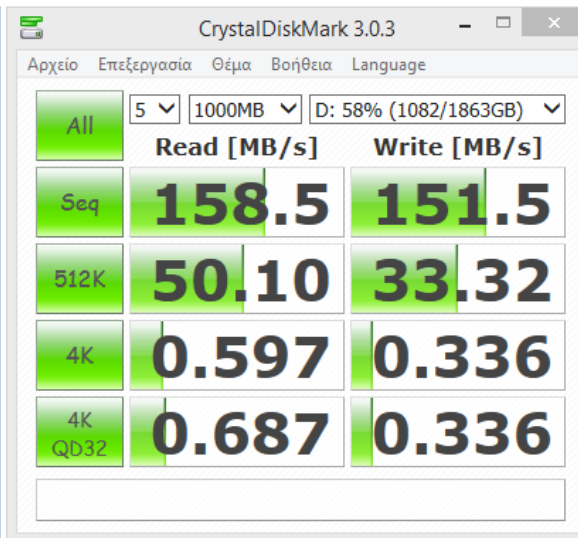 CrystalDiskMark 3.0.3
Αρχείο Επεξεργασία Θέμα Βοήθεια Language
All 5 1000MB D: 58% (1082/1863GB)
Read [MB/s] Write [MB/s]
Seq 158.5 151.5
512K 50.10 33.32
4K 0.597 0.336
4K QD32 0.687 0.336